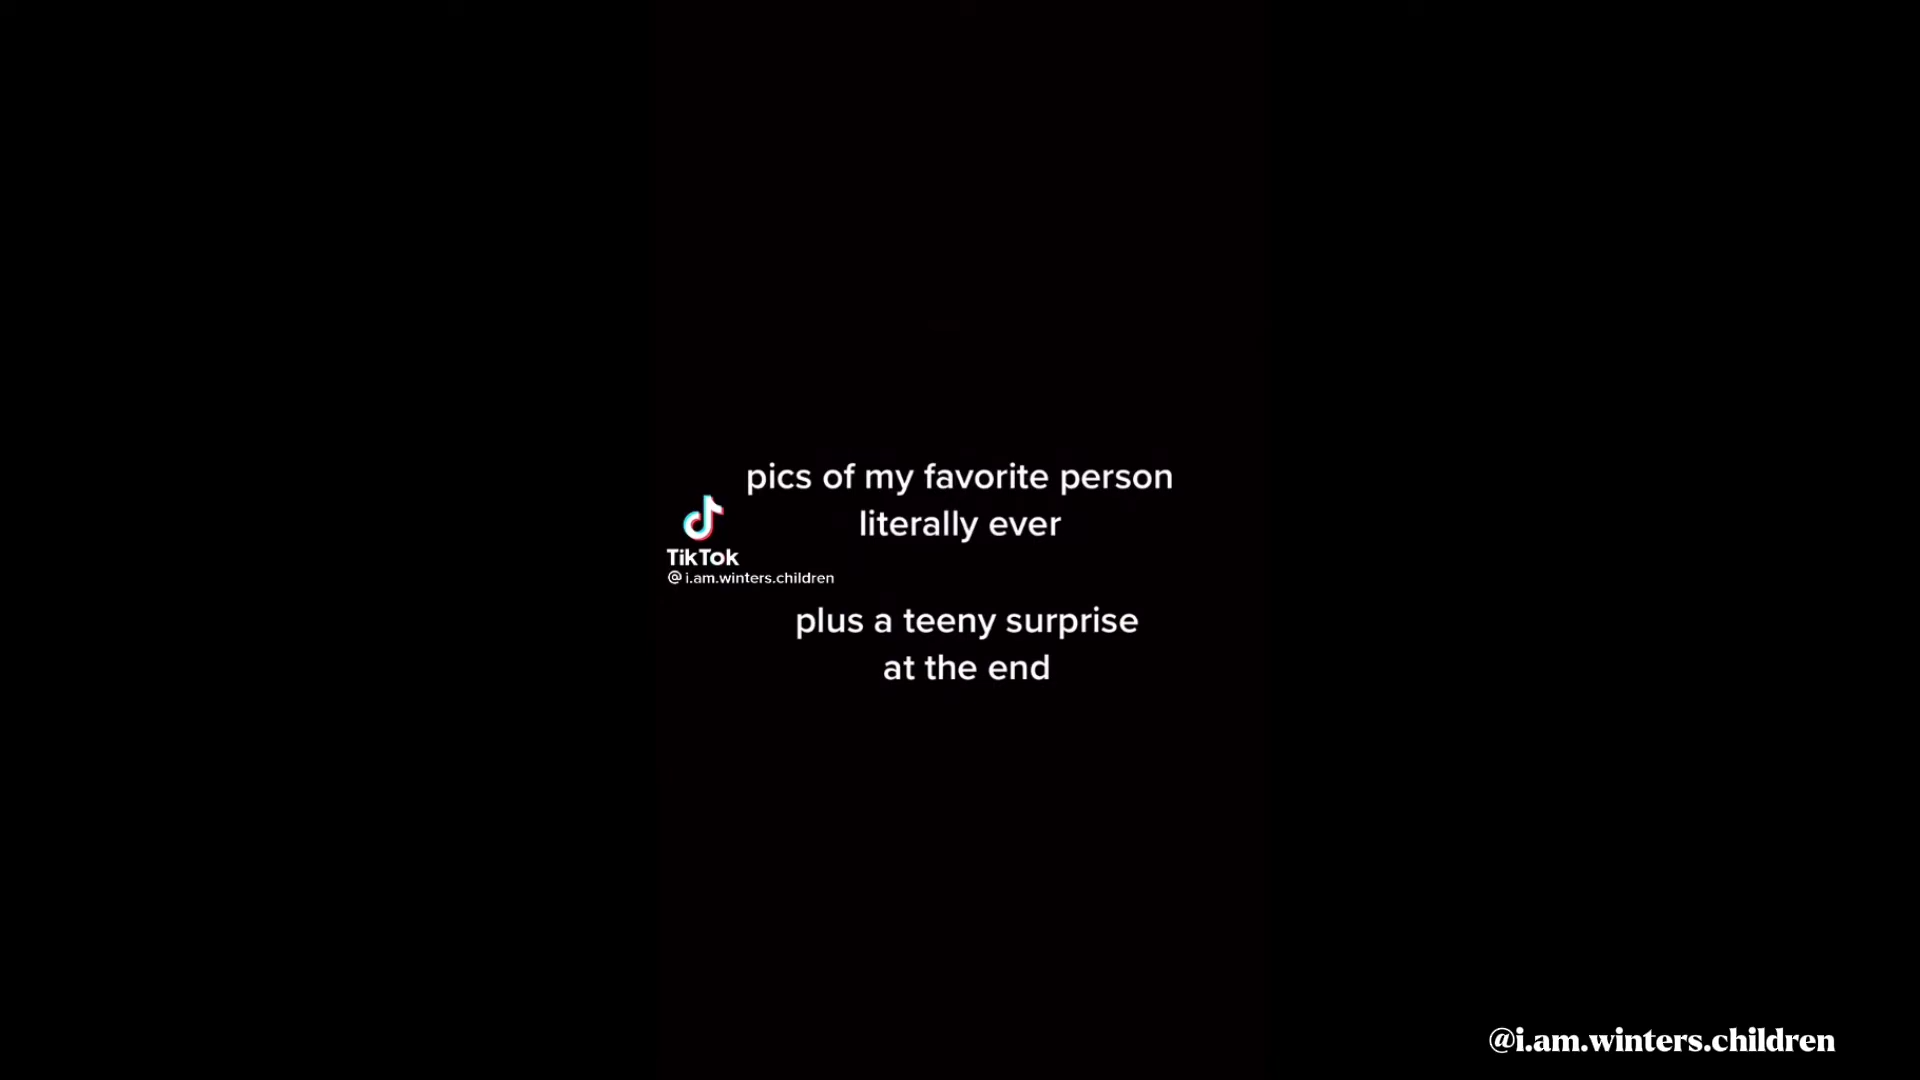 pics of my favorite person
literally ever
TikTok
@i.am.winters.children
plus a teeny surprise
at the end
@i.am.winters.children